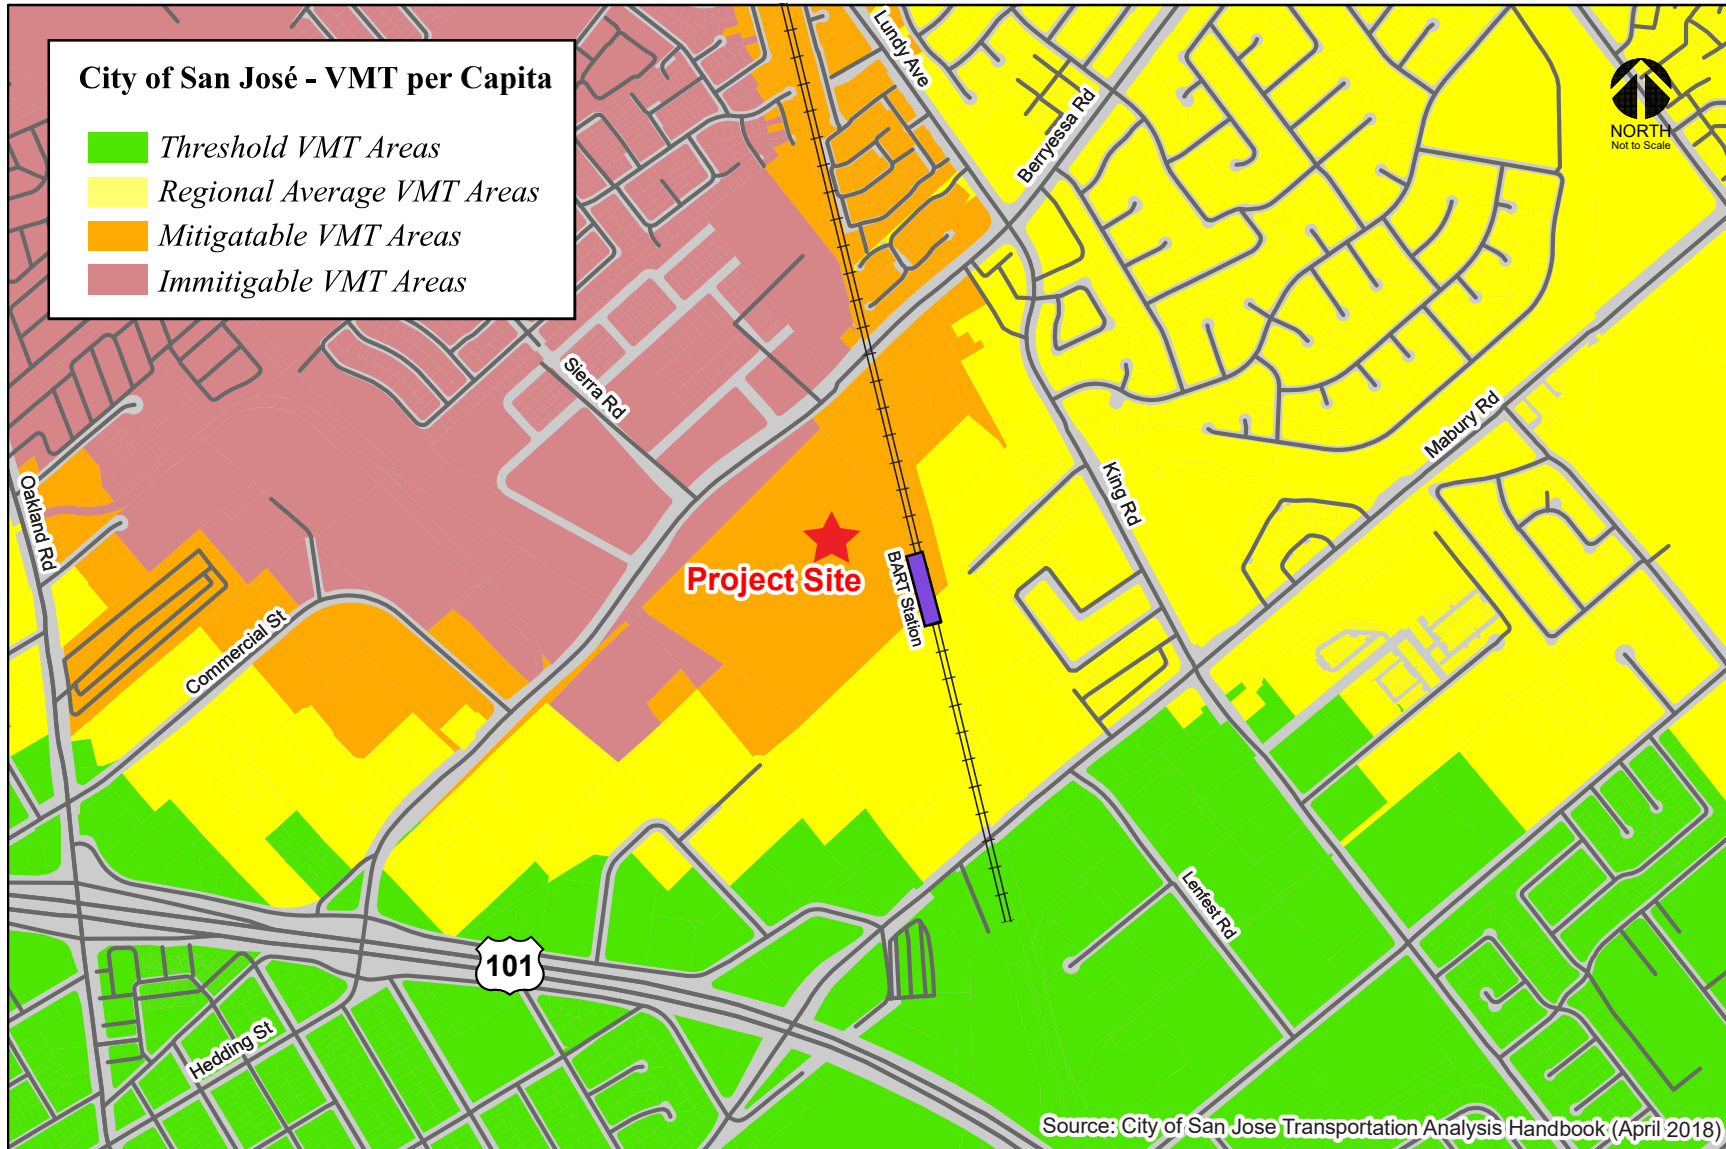 City of San José - VMT per Capita
Threshold VMT Areas
Regional Average VMT Areas
Mitigatable VMT Areas
Immitigable VMT Areas
Lundy Ave
Berryessa Rd
NORTH
Not to Scale
Sierra Rd
Mabury Rd
Oakland Rd
King Rd
Project Site
BART Station
Commercial St
Lenfest Rd
101
Hedding St
Source: City of San Jose Transportation Analysis Handbook (April 2018)